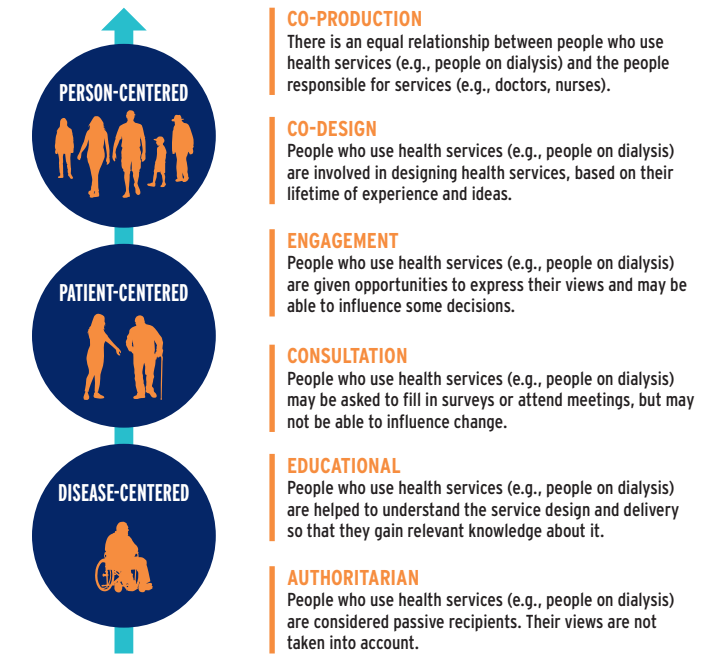 PERSON-CENTERED
PATIENT-CENTERED
DISEASE-CENTERED
CO-PRODUCTION
There is an equal relationship between people who use
health services (e.g., people on dialysis) and the people
responsible for services (e.g., doctors, nurses).
CO-DESIGN
People who use health services (e.g., people on dialysis)
are involved in designing health services, based on their
lifetime of experience and ideas.
ENGAGEMENT
People who use health services (e.g., people on dialysis)
are given opportunities to express their views and may be
able to influence some decisions.
CONSULTATION
People who use health services (e.g., people on dialysis)
may be asked to fill in surveys or attend meetings, but may
not be able to influence change.
EDUCATIONAL
People who use health services (e.g., people on dialysis)
are helped to understand the service design and delivery
so that they gain relevant knowledge about it.
AUTHORITARIAN
People who use health services (e.g., people on dialysis)
are considered passive recipients. Their views are not
taken into account.